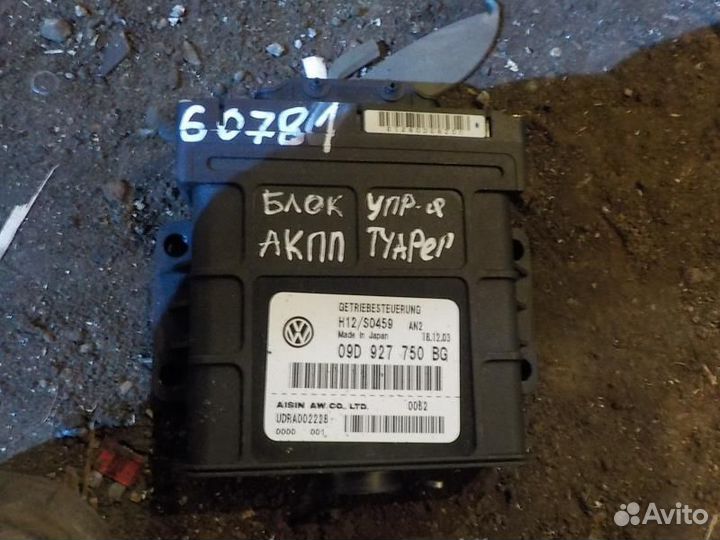 60781
БЛОК УПР-Я
АКПП ТУАРЕГ
GETRIEBESTEUERUNG
H12/S0459 AN2
Made in Japan 18.12.03
09D 927 750 BG
AISIN AW CO., LTD. 0082
UDRA002228
0000 001
Avito